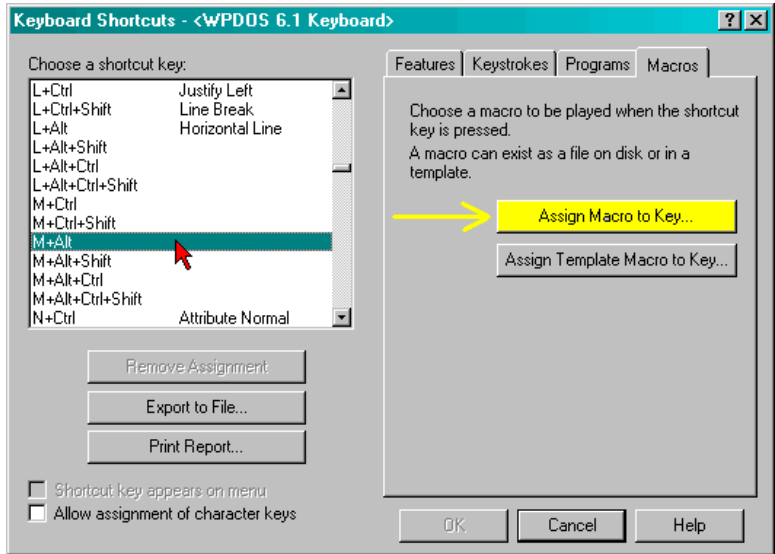 Keyboard Shortcuts - <WPDOS 6.1 Keyboard>
Choose a shortcut key:
L+Ctrl Justify Left
L+Ctrl+Shift Line Break
L+Alt Horizontal Line
L+Alt+Shift
L+Alt+Ctrl
L+Alt+Ctrl+Shift
M+Ctrl
M+Ctrl+Shift
M+Alt
M+Alt+Shift
M+Alt+Ctrl
M+Alt+Ctrl+Shift
N+Ctrl Attribute Normal
Remove Assignment
Export to File...
Print Report...
Shortcut key appears on menu
Allow assignment of character keys
Features Keystrokes Programs Macros
Choose a macro to be played when the shortcut
key is pressed.
A macro can exist as a file on disk or in a
template.
Assign Macro to Key...
Assign Template Macro to Key...
OK Cancel Help